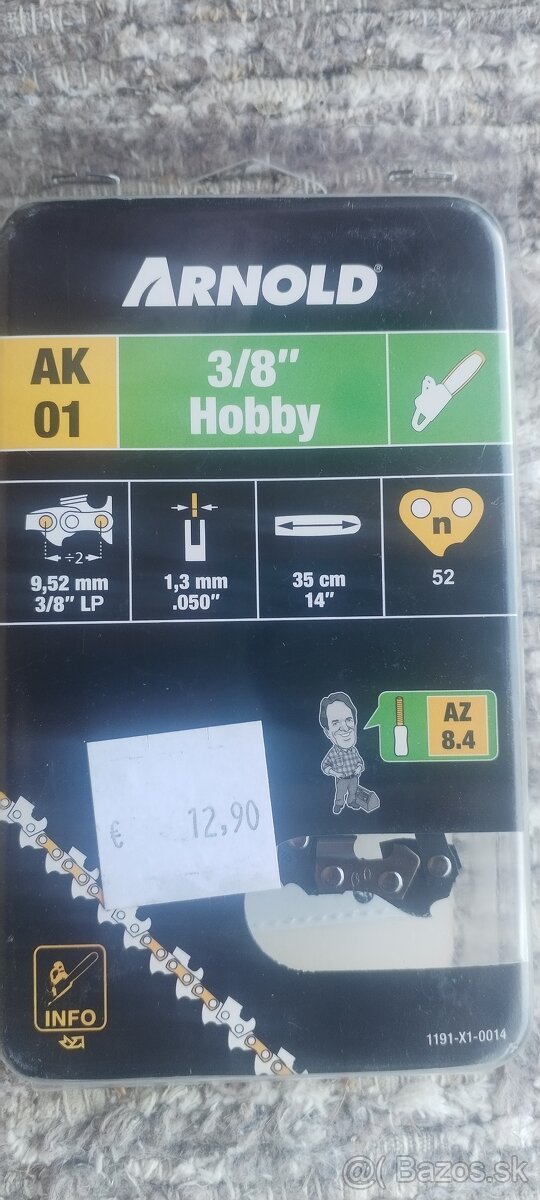 ARNOLD®
AK
01
3/8"
Hobby
÷2
9,52 mm
3/8" LP
1,3 mm
.050"
35 cm
14"
n
52
AZ
8.4
€ 12,90
INFO
1191-X1-0014
Bazos.sk